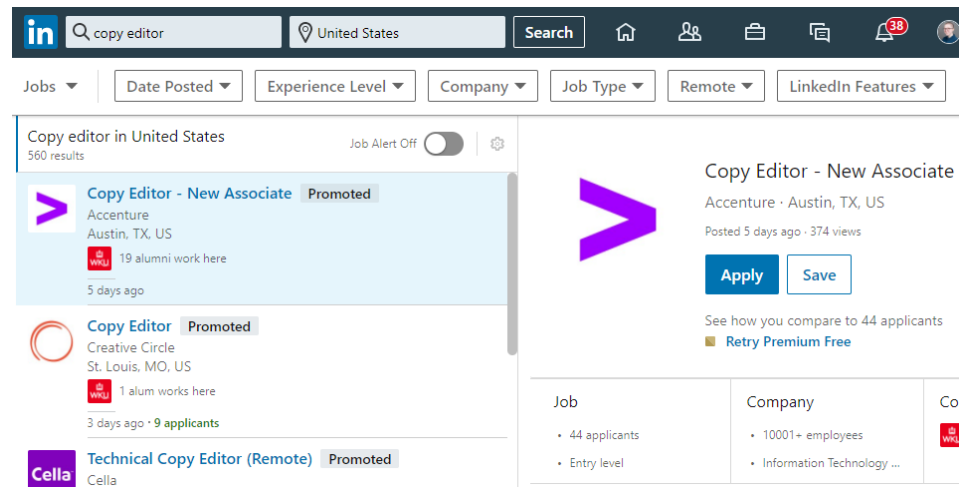 in copy editor United States Search 38
Jobs Date Posted Experience Level Company Job Type Remote LinkedIn Features
Copy editor in United States
560 results
Job Alert Off
Copy Editor - New Associate Promoted
Accenture
Austin, TX, US
WKU 19 alumni work here
5 days ago
Copy Editor Promoted
Creative Circle
St. Louis, MO, US
WKU 1 alum works here
3 days ago · 9 applicants
Cella
Technical Copy Editor (Remote) Promoted
Cella
Copy Editor - New Associate
Accenture · Austin, TX, US
Posted 5 days ago · 374 views
Apply Save
See how you compare to 44 applicants
Retry Premium Free
Job
• 44 applicants
• Entry level
Company
• 10001+ employees
• Information Technology ...
Co
WKU